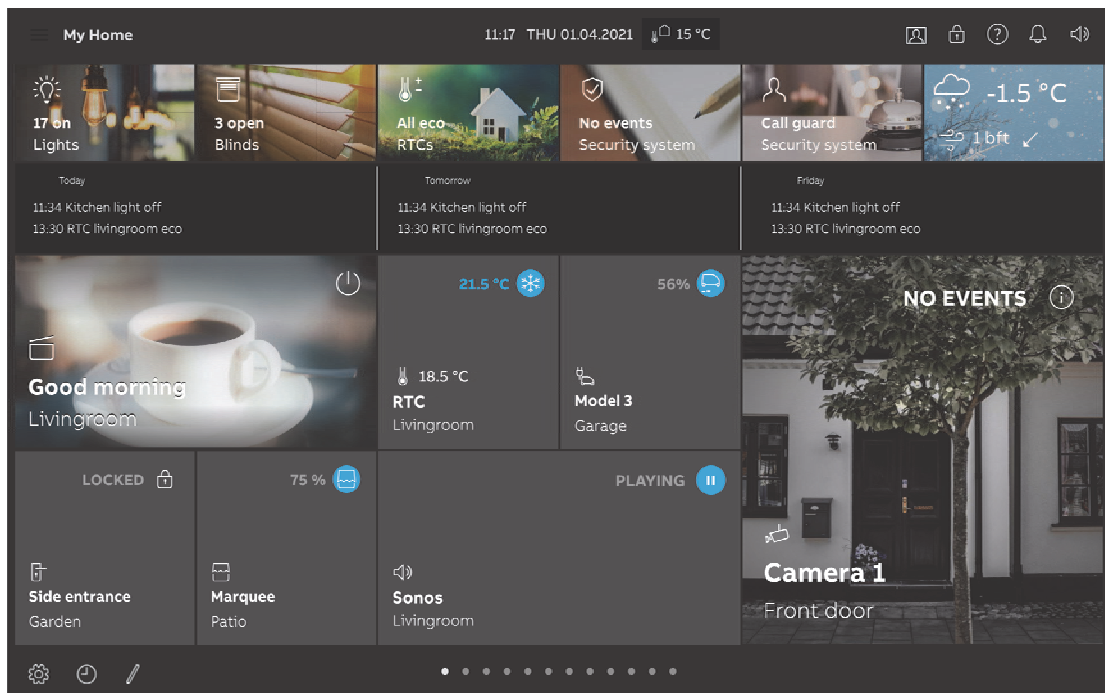 My Home
11:17 THU 01.04.2021 15 °C
17 on
Lights
3 open
Blinds
All eco
RTCs
No events
Security system
Call guard
Security system
-1.5 °C
1 bft
Today
11:34 Kitchen light off
13:30 RTC livingroom eco
Tomorrow
11:34 Kitchen light off
13:30 RTC livingroom eco
Friday
11:34 Kitchen light off
13:30 RTC livingroom eco
Good morning
Livingroom
21.5 °C
18.5 °C
RTC
Livingroom
56%
Model 3
Garage
NO EVENTS
Camera 1
Front door
LOCKED
Side entrance
Garden
75 %
Marquee
Patio
PLAYING
Sonos
Livingroom